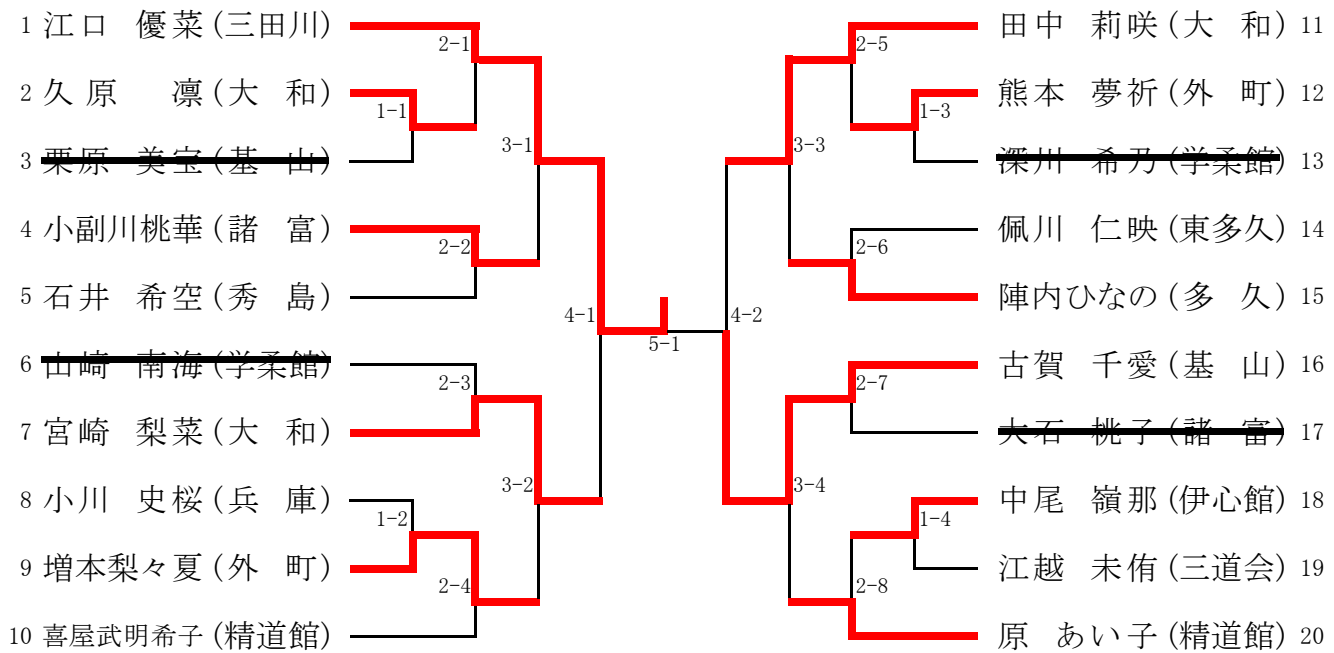 1 江口 優菜(三田川)
2 久原 凛(大 和)
3 栗原 美宝(基 山)
4 小副川桃華(諸 富)
5 石井 希空(秀 島)
6 山崎 南海(学柔館)
7 宮崎 梨菜(大 和)
8 小川 史桜(兵 庫)
9 増本梨々夏(外 町)
10 喜屋武明希子(精道館)
2-1
1-1
3-1
2-2
4-1
2-3
3-2
1-2
2-4
5-1
2-5
1-3
3-3
2-6
4-2
2-7
3-4
1-4
2-8
田中 莉咲(大 和) 11
熊本 夢祈(外 町) 12
深川 希乃(学柔館) 13
佩川 仁映(東多久) 14
陣内ひなの(多 久) 15
古賀 千愛(基 山) 16
大石 桃子(諸 富) 17
中尾 嶺那(伊心館) 18
江越 未侑(三道会) 19
原 あい子(精道館) 20